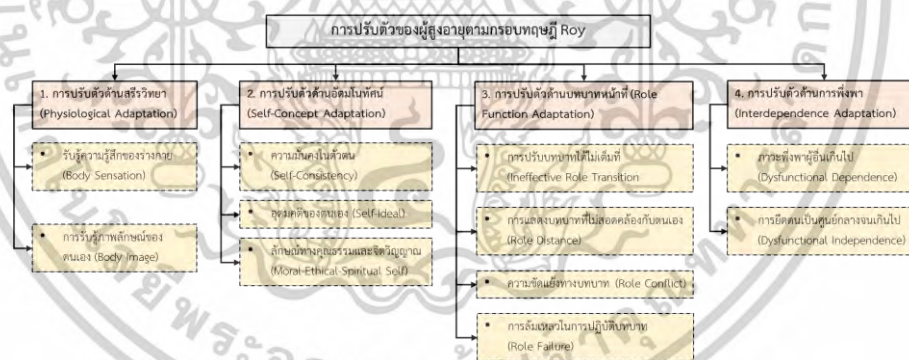 การปรับตัวของผู้สูงอายุตามกรอบทฤษฎี Roy
1. การปรับตัวด้านสรีรวิทยา
(Physiological Adaptation)
• รับรู้ความรู้สึกของร่างกาย
(Body Sensation)
• การรับรู้ภาพลักษณ์ของ
ตนเอง (Body Image)
2. การปรับตัวด้านอัตมโนทัศน์
(Self-Concept Adaptation)
• ความมั่นคงในตัวตน
(Self-Consistency)
• อุดมคติของตนเอง (Self-Ideal)
• ลักษณ์ทางคุณธรรมและจิตวิญญาณ
(Moral-Ethical-Spiritual Self)
3. การปรับตัวด้านบทบาทหน้าที่ (Role
Function Adaptation)
• การปรับบทบาทได้ไม่เต็มที่
(Ineffective Role Transition
• การแสดงบทบาทที่ไม่สอดคล้องกับตนเอง
(Role Distance)
• ความขัดแย้งทางบทบาท (Role Conflict)
• การล้มเหลวในการปฏิบัติบทบาท
(Role Failure)
4. การปรับตัวด้านการพึ่งพา
(Interdependence Adaptation)
• ภาวะพึ่งพาผู้อื่นเกินไป
(Dysfunctional Dependence)
• การยึดตนเป็นศูนย์กลางจนเกินไป
(Dysfunctional Independence)